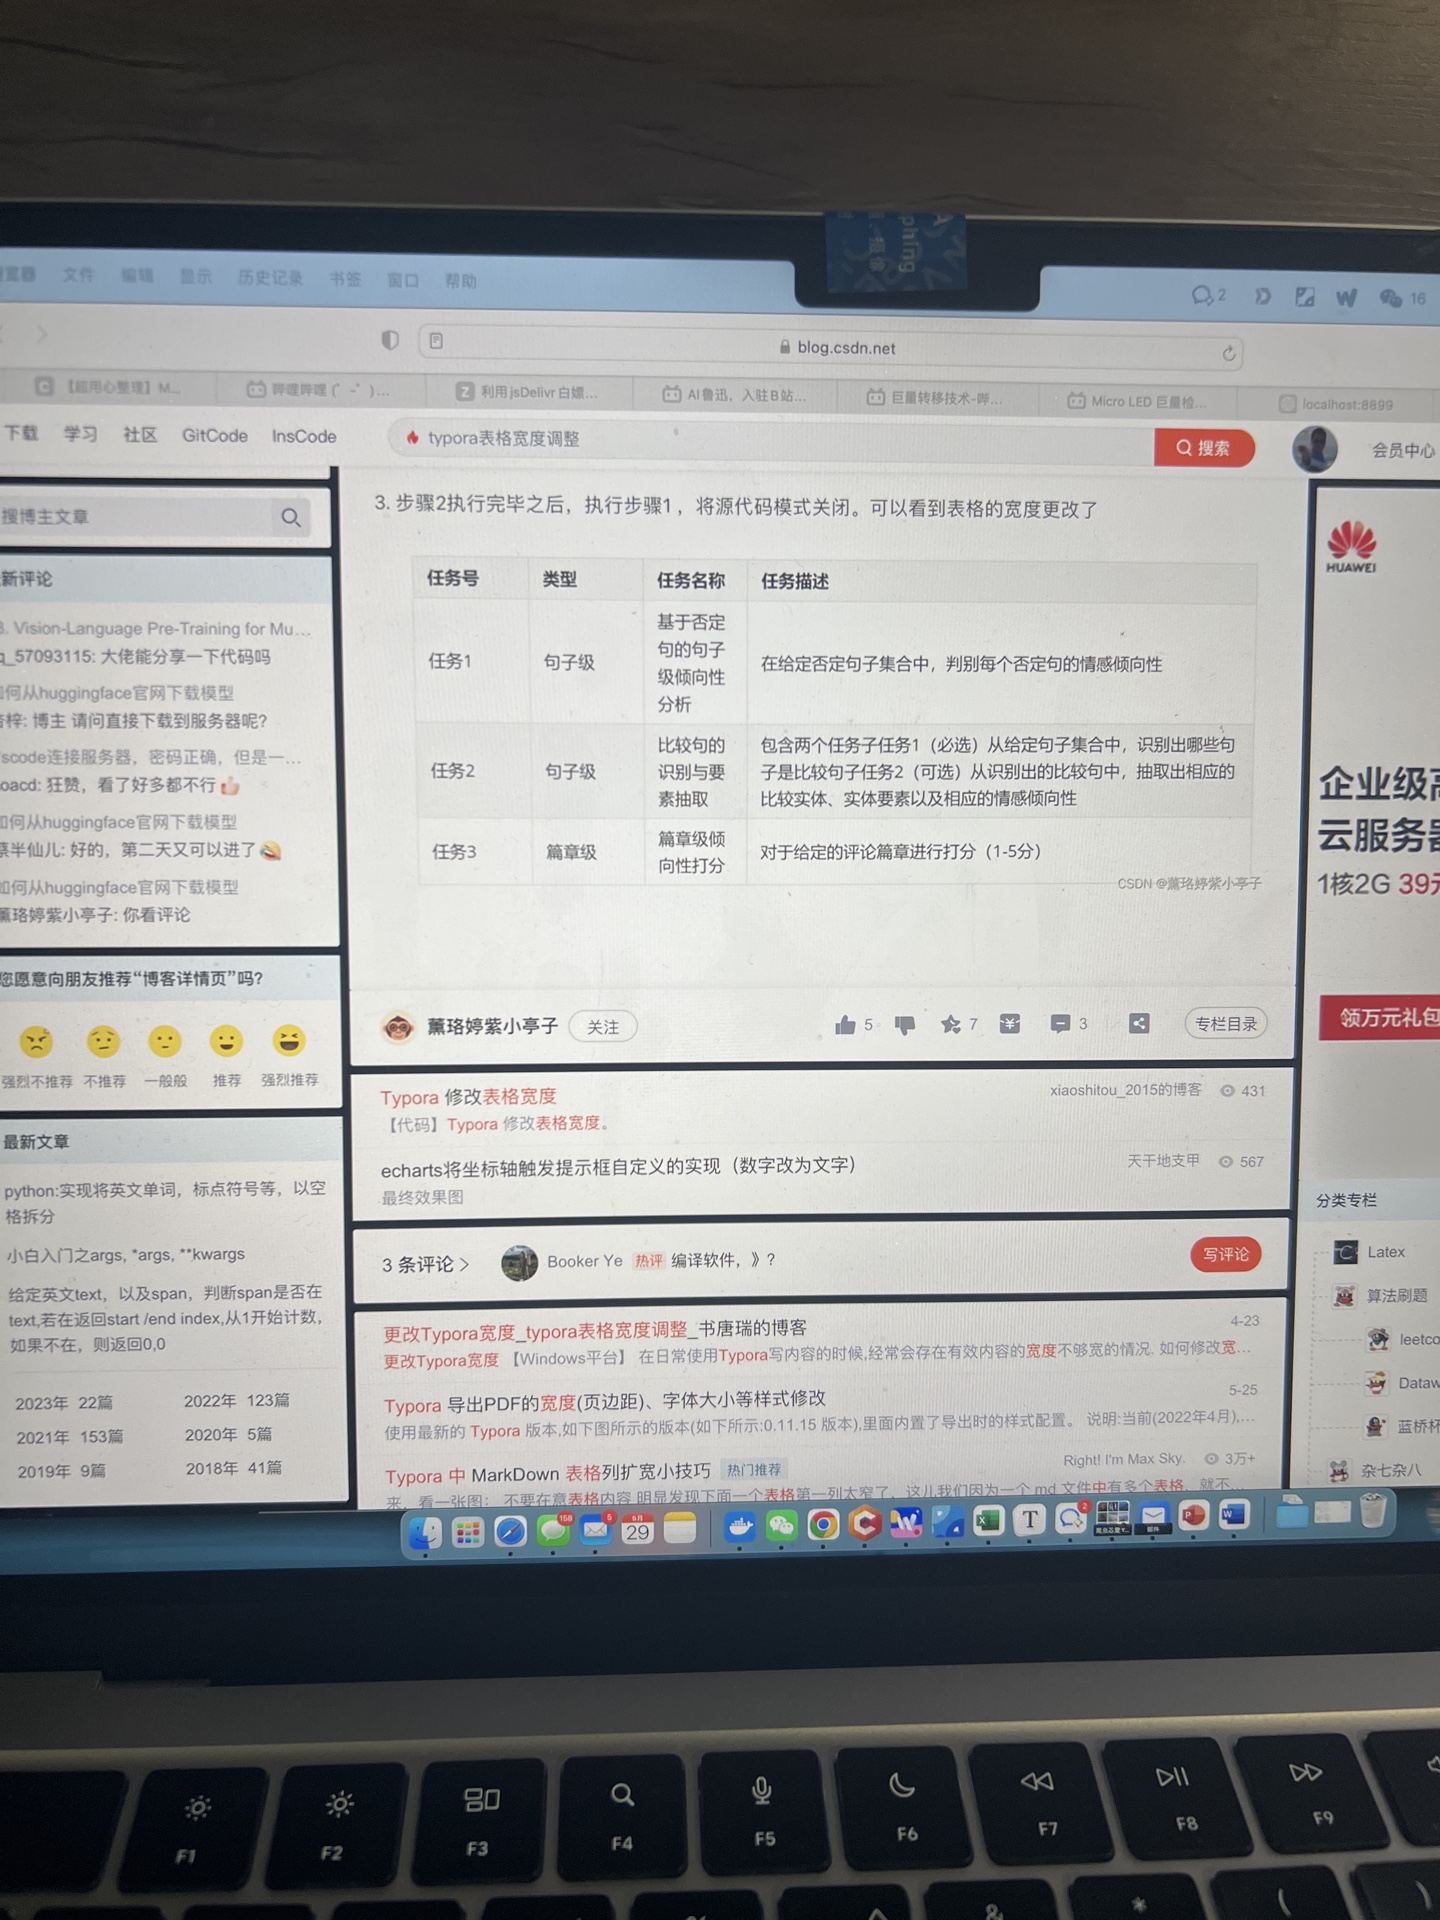 文件 编辑 显示 历史记录 书签 窗口 帮助
2
16
blog.csdn.net
【超用心整理】M...
利用jsDelivr白嫖...
AI鲁迅，入驻B站...
巨量转移技术-哔...
Micro LED 巨量检...
localhost:8899
下载 学习 社区 GitCode InsCode
typora表格宽度调整
搜索
会员中心
搜博主文章
新评论
3. Vision-Language Pre-Training for Mu...
q_57093115: 大佬能分享一下代码吗
如何从huggingface官网下载模型
梓: 博主 请问直接下载到服务器呢?
scode连接服务器，密码正确，但是一...
oacd: 狂赞，看了好多都不行
如何从huggingface官网下载模型
蔡半仙儿: 好的，第二天又可以进了
如何从huggingface官网下载模型
薰珞婷紫小亭子: 你看评论
您愿意向朋友推荐“博客详情页”吗?
强烈不推荐 不推荐 一般般 推荐 强烈推荐
最新文章
python:实现将英文单词，标点符号等，以空
格拆分
小白入门之args, *args, **kwargs
给定英文text，以及span，判断span是否在
text,若在返回start /end index,从1开始计数，
如果不在，则返回0,0
2023年 22篇 2022年 123篇
2021年 153篇 2020年 5篇
2019年 9篇 2018年 41篇
3. 步骤2执行完毕之后，执行步骤1，将源代码模式关闭。可以看到表格的宽度更改了
任务号 类型 任务名称 任务描述
任务1 句子级
基于否定
句的句子
级倾向性
分析
在给定否定句子集合中，判别每个否定句的情感倾向性
任务2 句子级
比较句的
识别与要
素抽取
包含两个任务子任务1（必选）从给定句子集合中，识别出哪些句
子是比较句子任务2（可选）从识别出的比较句中，抽取出相应的
比较实体、实体要素以及相应的情感倾向性
任务3 篇章级
篇章级倾
向性打分
对于给定的评论篇章进行打分（1-5分）
CSDN @薰珞婷紫小亭子
薰珞婷紫小亭子 关注 5 7 3 专栏目录
Typora 修改表格宽度
xiaoshitou_2015的博客 431
【代码】Typora 修改表格宽度。
echarts将坐标轴触发提示框自定义的实现（数字改为文字）
天干地支甲 567
最终效果图
3 条评论 >
Booker Ye 热评 编译软件，》？
写评论
更改Typora宽度_typora表格宽度调整_书唐瑞的博客
4-23
更改Typora宽度 【Windows平台】 在日常使用Typora写内容的时候,经常会存在有效内容的宽度不够宽的情况. 如何修改宽...
Typora 导出PDF的宽度(页边距)、字体大小等样式修改
5-25
使用最新的 Typora 版本,如下图所示的版本(如下所示:0.11.15 版本),里面内置了导出时的样式配置。 说明:当前(2022年4月),...
Typora 中 MarkDown 表格列扩宽小技巧 热门推荐
Right! I'm Max Sky. 3万+
来，看一张图： 不要在意表格内容 明显发现下面一个表格第一列太窄了，这儿我们因为一个 md 文件中有多个表格，就不...
HUAWEI
企业级高
云服务器
1核2G 39元
领万元礼包
分类专栏
Latex
算法刷题
leetco
Dataw
蓝桥杯
杂七杂八
158
5
29
T
2
W
F1
F2
F3
F4
F5
F6
F7
F8
F9
&
*
(
)